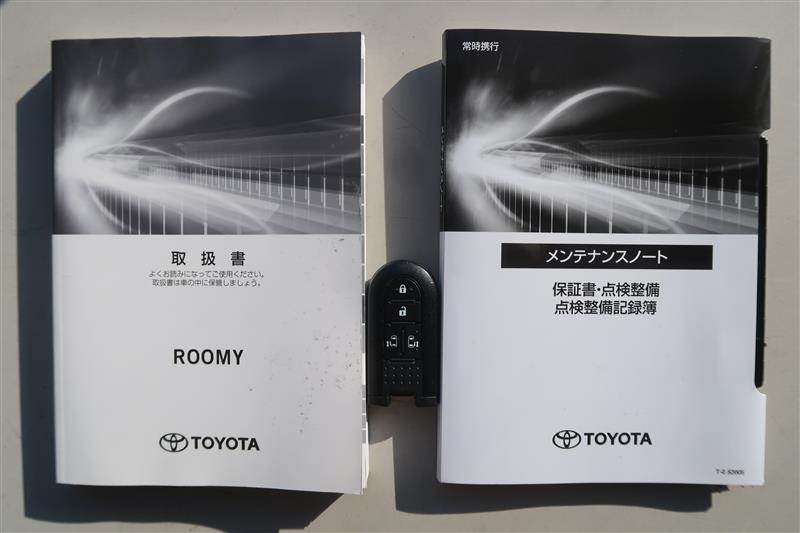 取扱書
よくお読みになってご使用ください。
取扱書は車の中に保管しましょう。
ROOMY
TOYOTA
常時携行
メンテナンスノート
保証書・点検整備
点検整備記録簿
TOYOTA